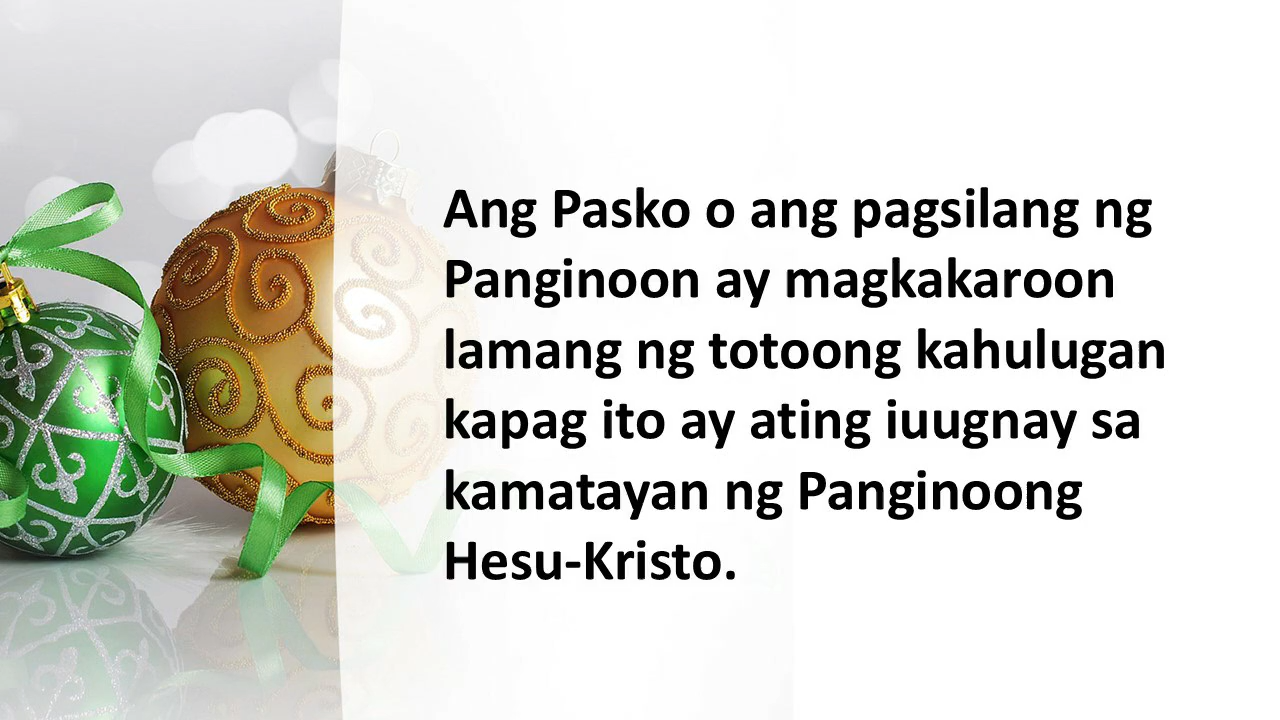 Ang Pasko o ang pagsilang ng
Panginoon ay magkakaroon
lamang ng totoong kahulugan
kapag ito ay ating iuugnay sa
kamatayan ng Panginoong
Hesu-Kristo.